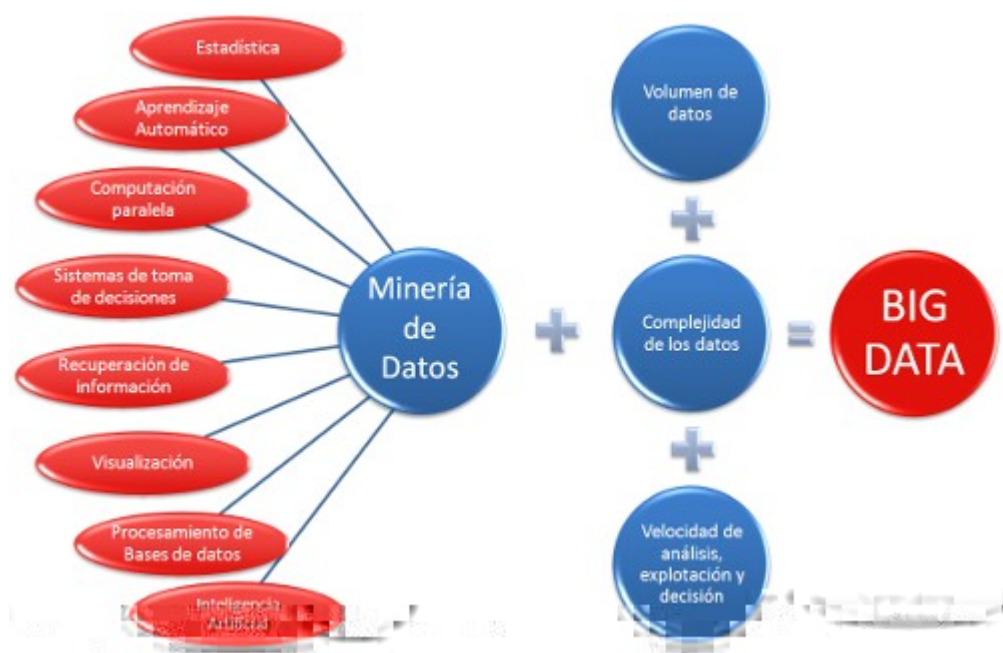 Estadística
Aprendizaje
Automático
Computación
paralela
Sistemas de toma
de decisiones
Recuperación de
información
Visualización
Procesamiento de
Bases de datos
Inteligencia
Artificial
Minería
de
Datos
+
Volumen de
datos
+
Complejidad
de los datos
+
Velocidad de
análisis,
explotación y
decisión
=
BIG
DATA